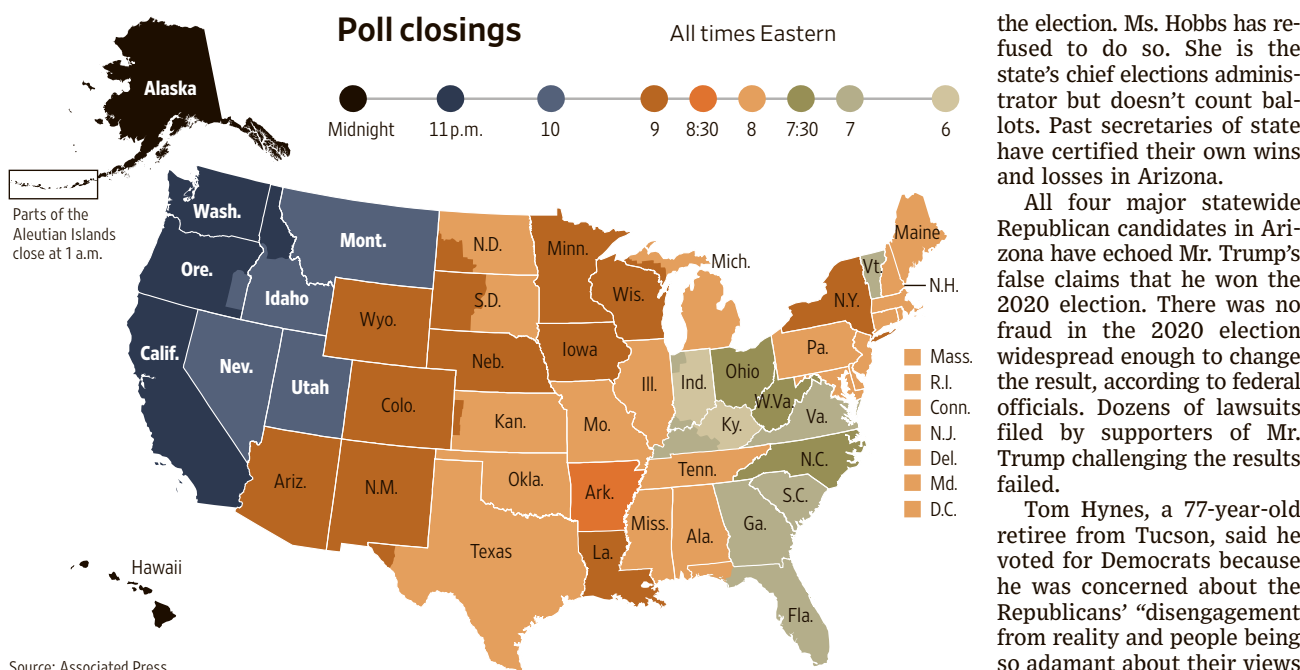 Poll closings
All times Eastern
Midnight
11 p.m.
10
9
8:30
8
7:30
7
6
Alaska
Parts of the
Aleutian Islands
close at 1 a.m.
Wash.
Mont.
N.D.
Minn.
Mich.
Maine
Vt.
N.H.
Ore.
Idaho
S.D.
Wis.
N.Y.
Wyo.
Calif.
Nev.
Utah
Neb.
Iowa
Pa.
Ill.
Ind.
Ohio
W.Va.
Va.
Colo.
Kan.
Mo.
Ky.
Ariz.
N.M.
Okla.
Ark.
Tenn.
N.C.
S.C.
Texas
La.
Miss.
Ala.
Ga.
Fla.
Hawaii
Mass.
R.I.
Conn.
N.J.
Del.
Md.
D.C.
Source: Associated Press
the election. Ms. Hobbs has re-
fused to do so. She is the
state's chief elections adminis-
trator but doesn't count bal-
lots. Past secretaries of state
have certified their own wins
and losses in Arizona.
All four major statewide
Republican candidates in Ari-
zona have echoed Mr. Trump's
false claims that he won the
2020 election. There was no
fraud in the 2020 election
widespread enough to change
the result, according to federal
officials. Dozens of lawsuits
filed by supporters of Mr.
Trump challenging the results
failed.
Tom Hynes, a 77-year-old
retiree from Tucson, said he
voted for Democrats because
he was concerned about the
Republicans' “disengagement
from reality and people being
so adamant about their views